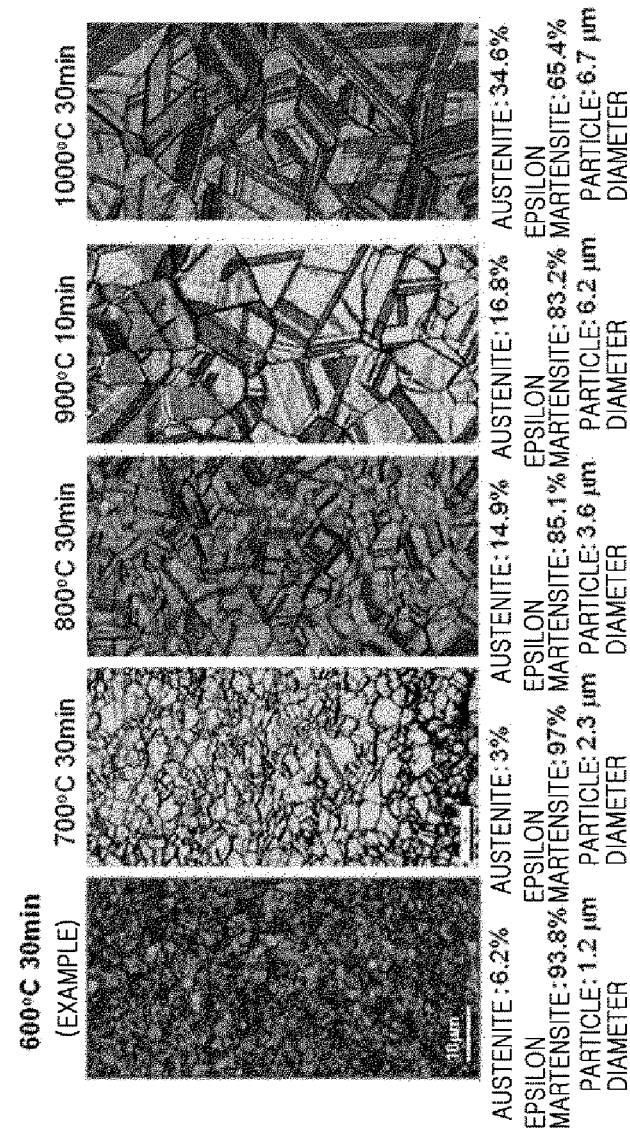 600°C 30min
(EXAMPLE)
10μm
AUSTENITE:6.2%
EPSILON
MARTENSITE:93.8%
PARTICLE: 1.2 μm
DIAMETER
700°C 30min
AUSTENITE:3%
EPSILON
MARTENSITE:97%
PARTICLE: 2.3 μm
DIAMETER
800°C 30min
AUSTENITE:14.9%
EPSILON
MARTENSITE:85.1%
PARTICLE: 3.6 μm
DIAMETER
900°C 10min
AUSTENITE:16.8%
EPSILON
MARTENSITE:83.2%
PARTICLE: 6.2 μm
DIAMETER
1000°C 30min
AUSTENITE:34.6%
EPSILON
MARTENSITE:65.4%
PARTICLE: 6.7 μm
DIAMETER